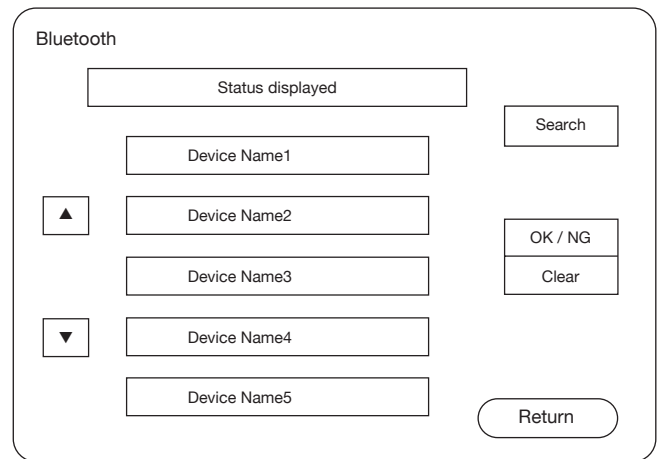 Bluetooth
Status displayed
Search
Device Name1
▲
Device Name2
OK / NG
Device Name3
Clear
▼
Device Name4
Device Name5
Return